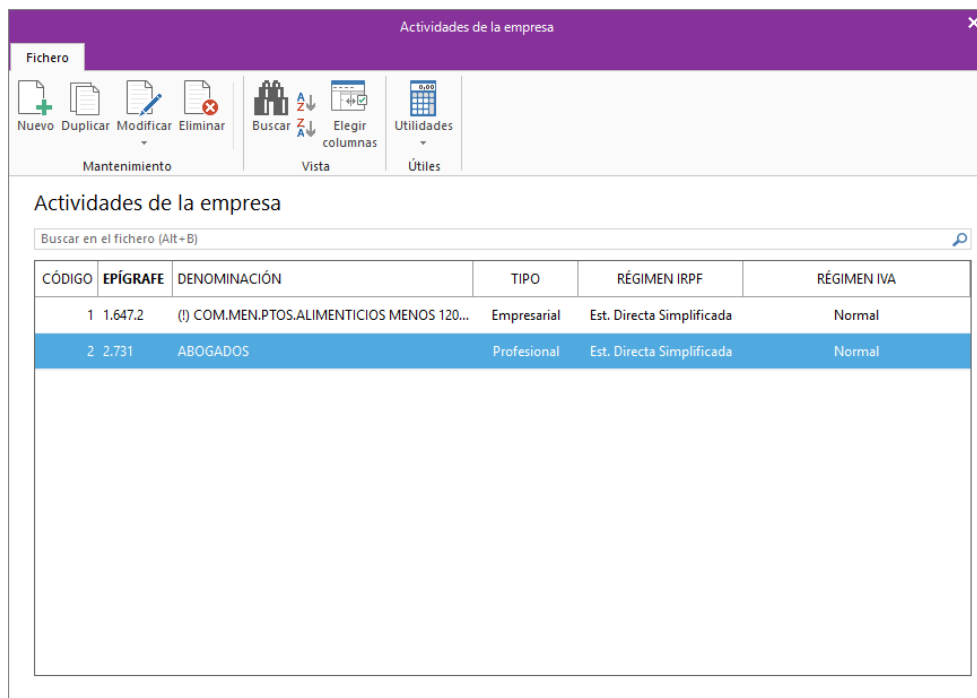 Actividades de la empresa
Fichero
Nuevo Duplicar Modificar Eliminar Buscar Elegir columnas Utilidades
Mantenimiento Vista Útiles
Actividades de la empresa
Buscar en el fichero (Alt+B)
CÓDIGO EPÍGRAFE DENOMINACIÓN TIPO RÉGIMEN IRPF RÉGIMEN IVA
1 1.647.2 (!) COM.MEN.PTOS.ALIMENTICIOS MENOS 120... Empresarial Est. Directa Simplificada Normal
2 2.731 ABOGADOS Profesional Est. Directa Simplificada Normal